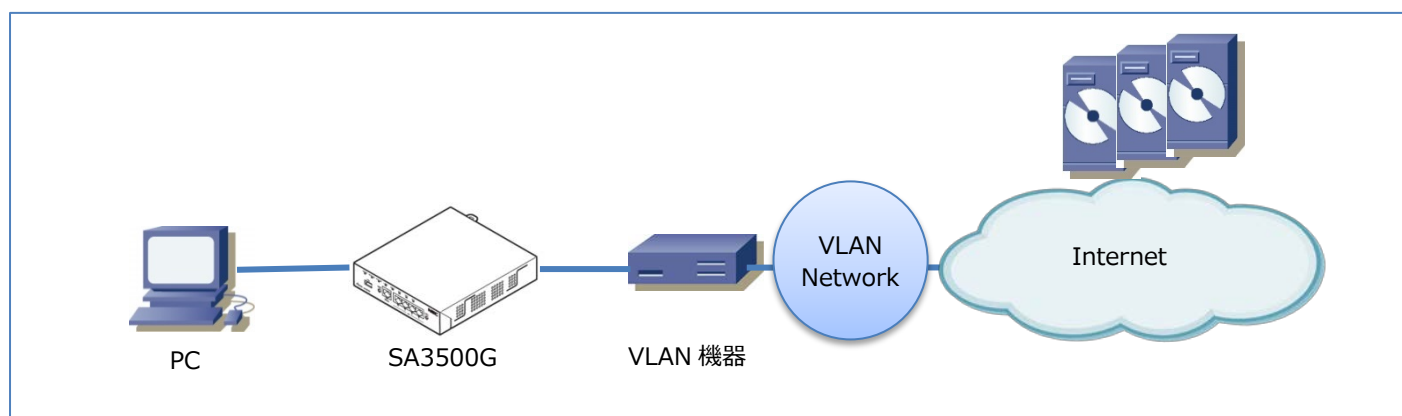 PC
SA3500G
VLAN 機器
VLAN
Network
Internet